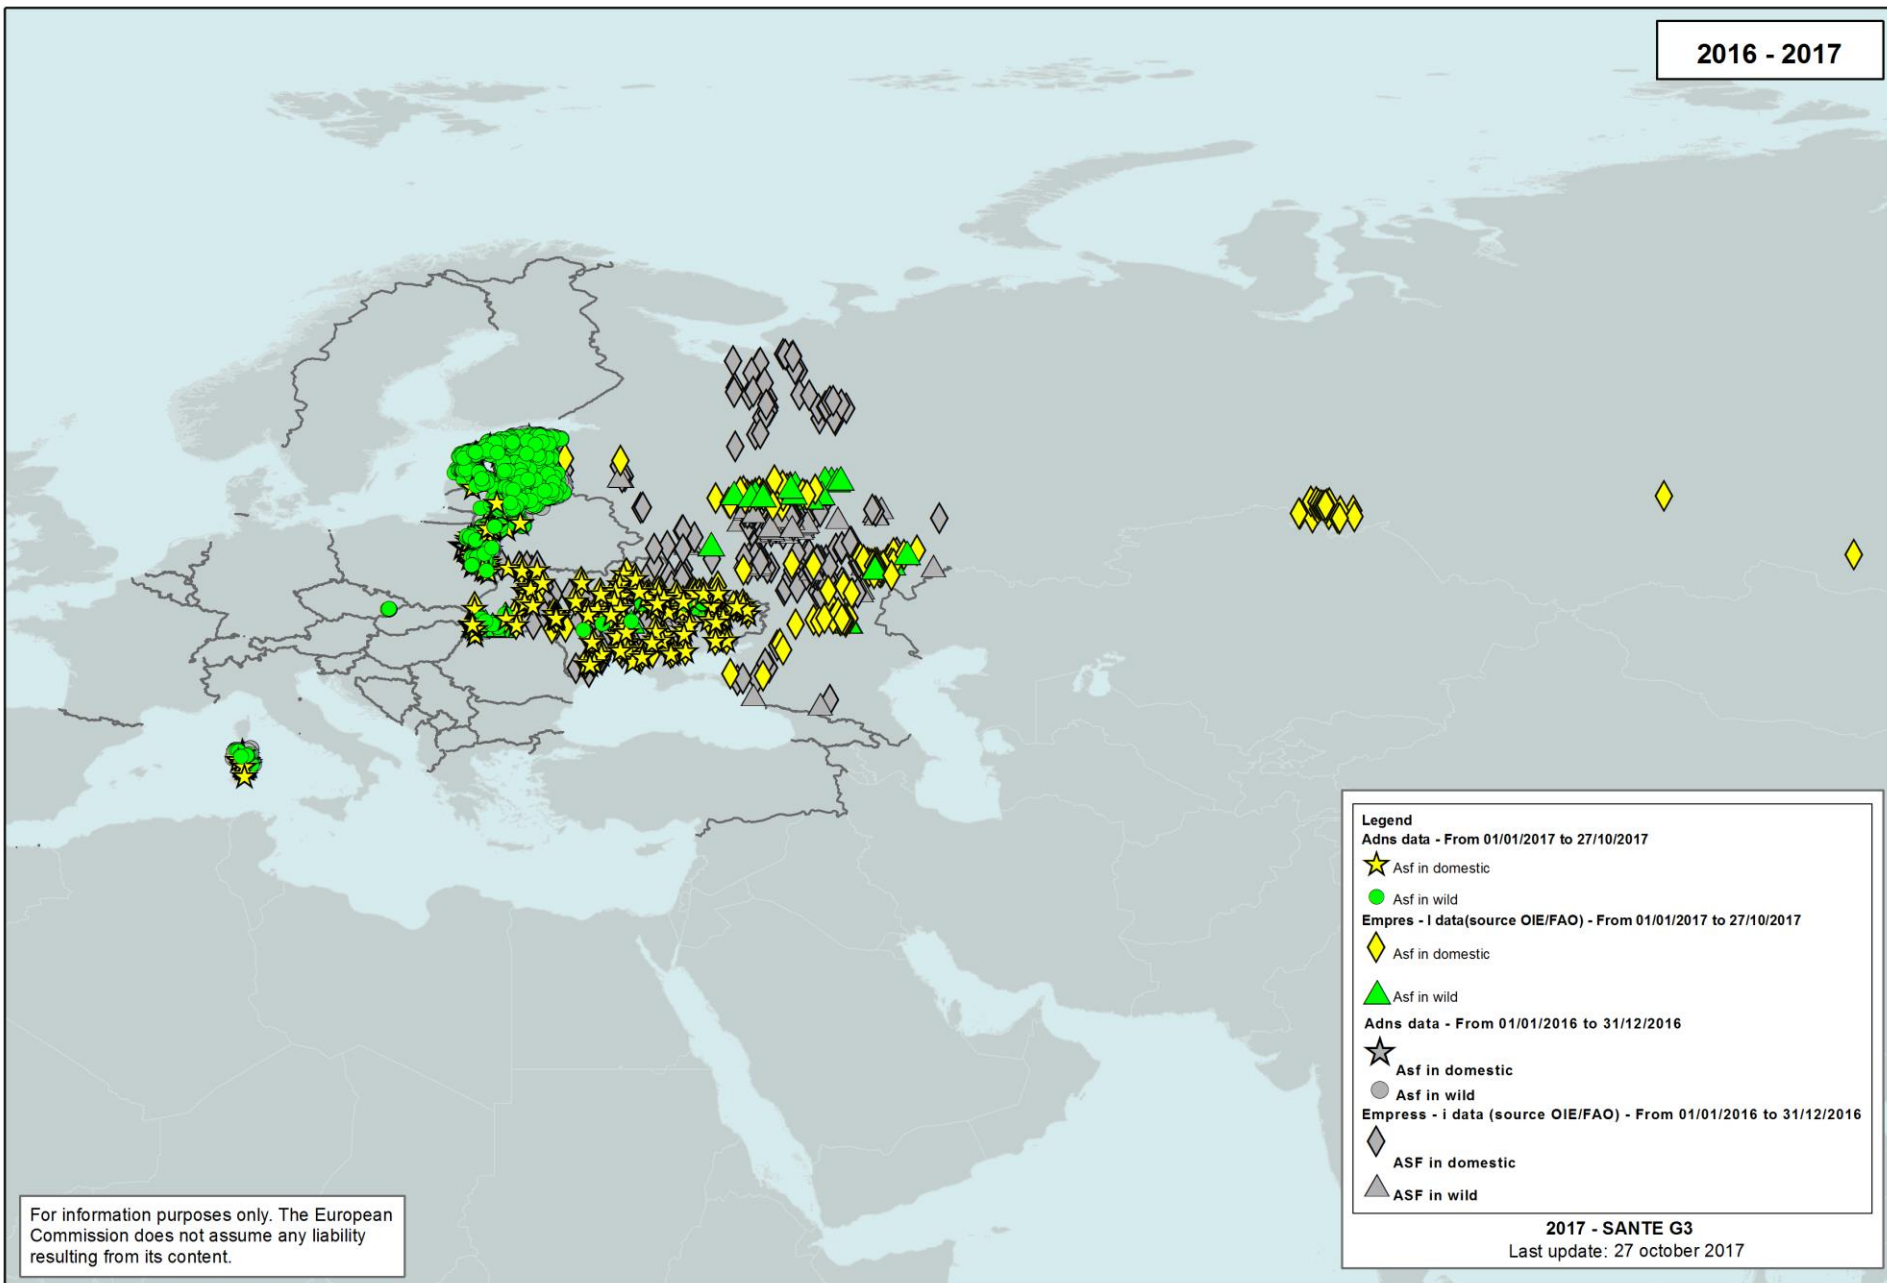 2016 - 2017
Legend
Adns data - From 01/01/2017 to 27/10/2017
Asf in domestic
Asf in wild
Empres - I data(source OIE/FAO) - From 01/01/2017 to 27/10/2017
Asf in domestic
Asf in wild
Adns data - From 01/01/2016 to 31/12/2016
Asf in domestic
Asf in wild
Empress - i data (source OIE/FAO) - From 01/01/2016 to 31/12/2016
ASF in domestic
ASF in wild
2017 - SANTE G3
Last update: 27 october 2017
For information purposes only. The European
Commission does not assume any liability
resulting from its content.